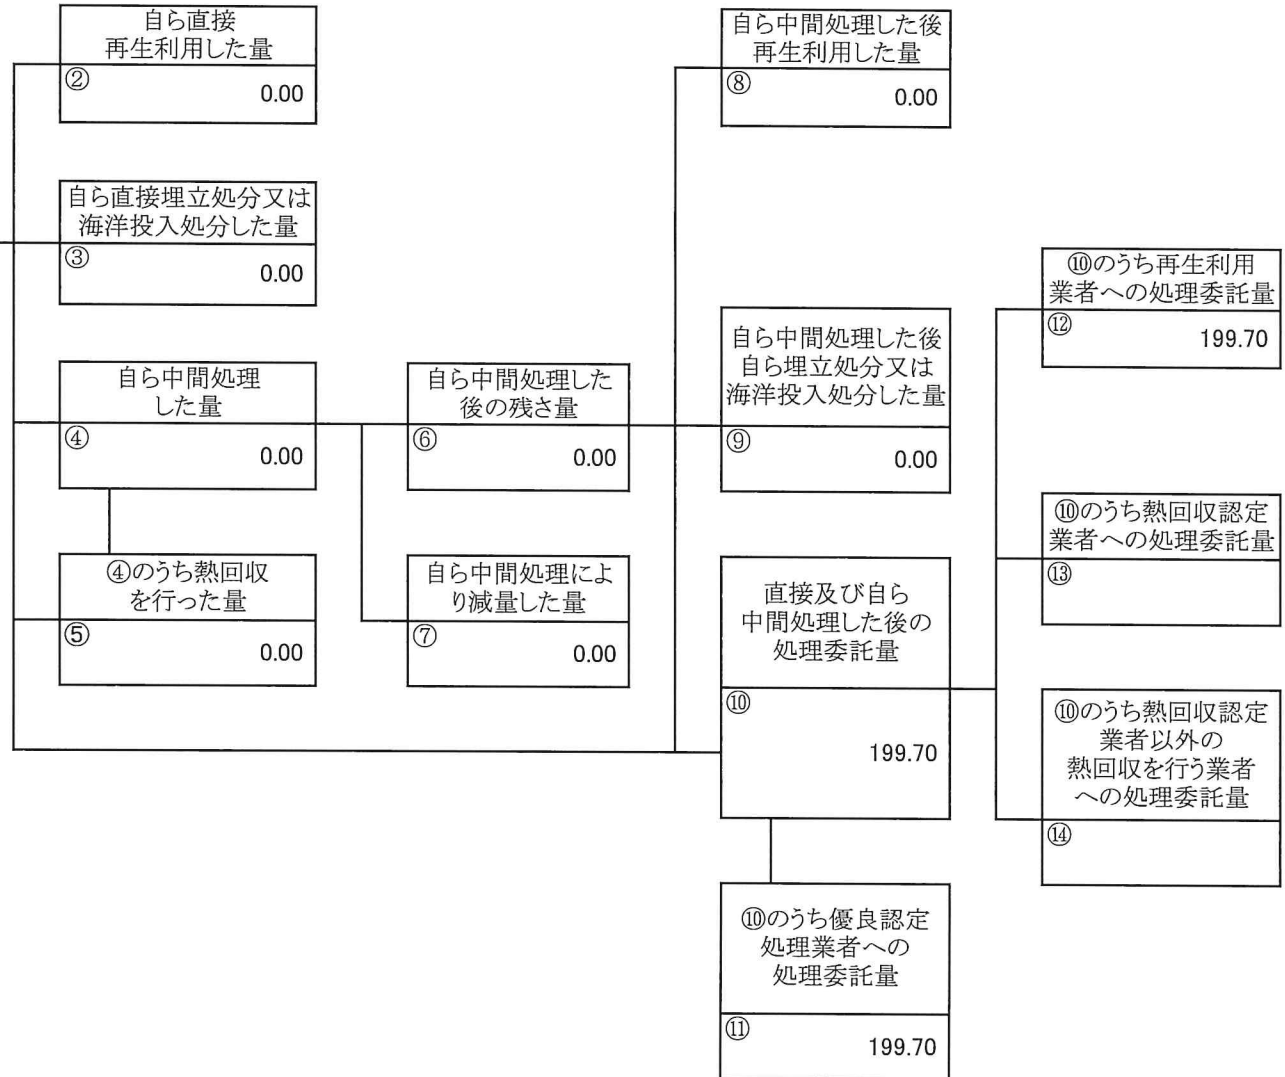 自ら直接
再生利用した量
②
0.00
自ら直接埋立処分又は
海洋投入処分した量
③
0.00
自ら中間処理
した量
④
0.00
④のうち熱回収
を行った量
⑤
0.00
自ら中間処理した
後の残さ量
⑥
0.00
自ら中間処理によ
り減量した量
⑦
0.00
自ら中間処理した後
再生利用した量
⑧
0.00
自ら中間処理した後
自ら埋立処分又は
海洋投入処分した量
⑨
0.00
直接及び自ら
中間処理した後の
処理委託量
⑩
199.70
⑩のうち優良認定
処理業者への
処理委託量
⑪
199.70
⑩のうち再生利用
業者への処理委託量
⑫
199.70
⑩のうち熱回収認定
業者への処理委託量
⑬
⑩のうち熱回収認定
業者以外の
熱回収を行う業者
への処理委託量
⑭